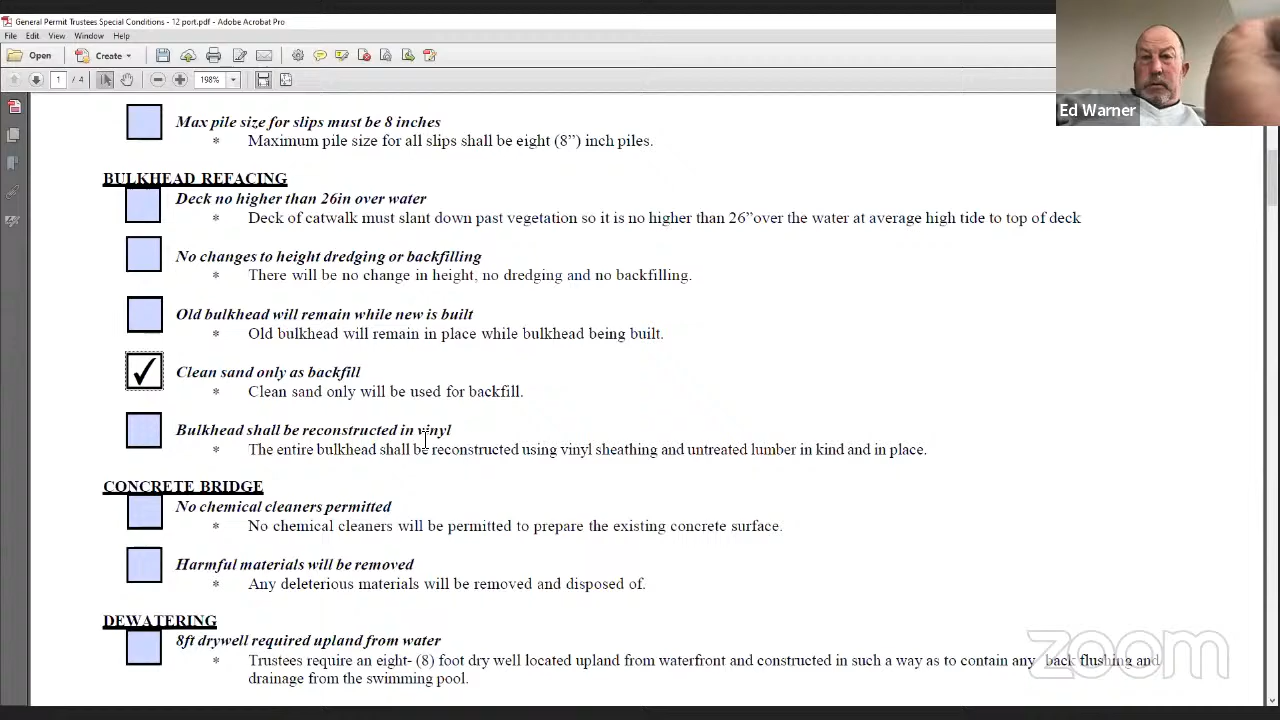 General Permit Trustees Special Conditions - 12 port.pdf - Adobe Acrobat Pro
File Edit View Window Help
Open Create
1 / 4 198%
Ed Warner
Max pile size for slips must be 8 inches
* Maximum pile size for all slips shall be eight (8”) inch piles.
BULKHEAD REFACING
Deck no higher than 26in over water
* Deck of catwalk must slant down past vegetation so it is no higher than 26”over the water at average high tide to top of deck
No changes to height dredging or backfilling
* There will be no change in height, no dredging and no backfilling.
Old bulkhead will remain while new is built
* Old bulkhead will remain in place while bulkhead being built.
Clean sand only as backfill
* Clean sand only will be used for backfill.
Bulkhead shall be reconstructed in vinyl
* The entire bulkhead shall be reconstructed using vinyl sheathing and untreated lumber in kind and in place.
CONCRETE BRIDGE
No chemical cleaners permitted
* No chemical cleaners will be permitted to prepare the existing concrete surface.
Harmful materials will be removed
* Any deleterious materials will be removed and disposed of.
DEWATERING
8ft drywell required upland from water
* Trustees require an eight- (8) foot dry well located upland from waterfront and constructed in such a way as to contain any back flushing and
drainage from the swimming pool.
zoom